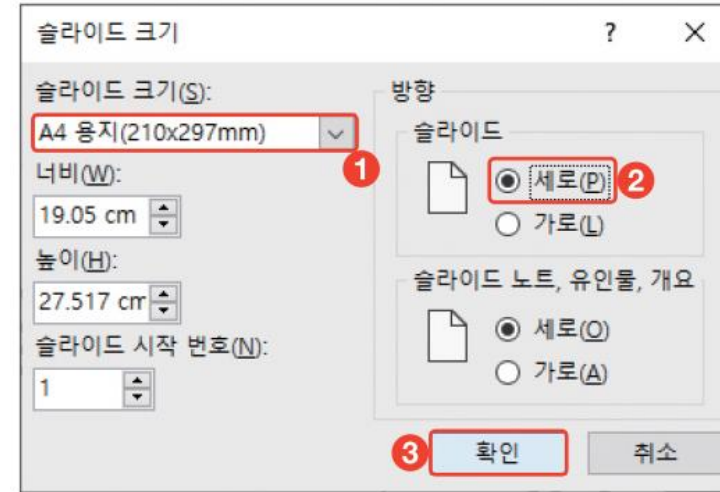 슬라이드 크기 ? ×
슬라이드 크기(S):
A4 용지(210x297mm)
1
너비(W):
19.05 cm
높이(H):
27.517 cm
슬라이드 시작 번호(N):
1
방향
슬라이드
세로(P) 2
가로(L)
슬라이드 노트, 유인물, 개요
세로(O)
가로(A)
3 확인 취소